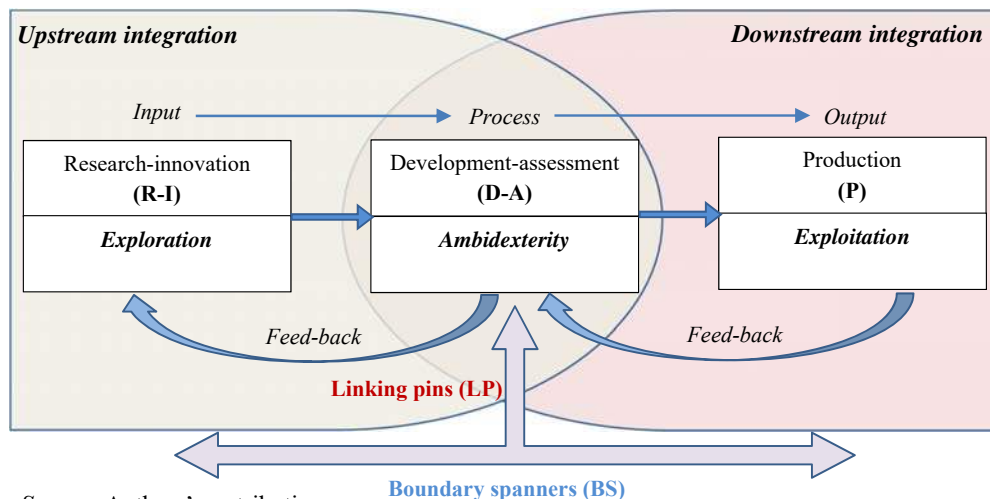 Upstream integration
Downstream integration
Input
Process
Output
Research-innovation
(R-I)
Exploration
Development-assessment
(D-A)
Ambidexterity
Production
(P)
Exploitation
Feed-back
Feed-back
Linking pins (LP)
Boundary spanners (BS)